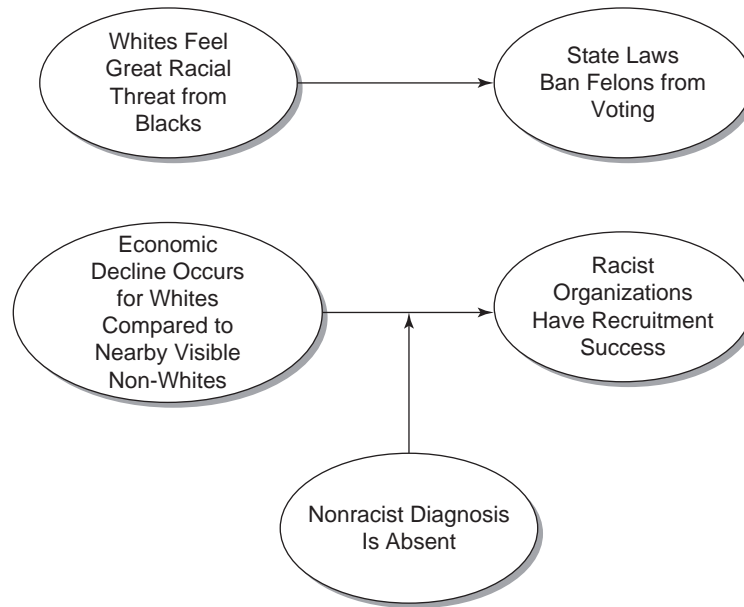 Whites Feel
Great Racial
Threat from
Blacks
State Laws
Ban Felons from
Voting
Economic
Decline Occurs
for Whites
Compared to
Nearby Visible
Non-Whites
Racist
Organizations
Have Recruitment
Success
Nonracist Diagnosis
Is Absent